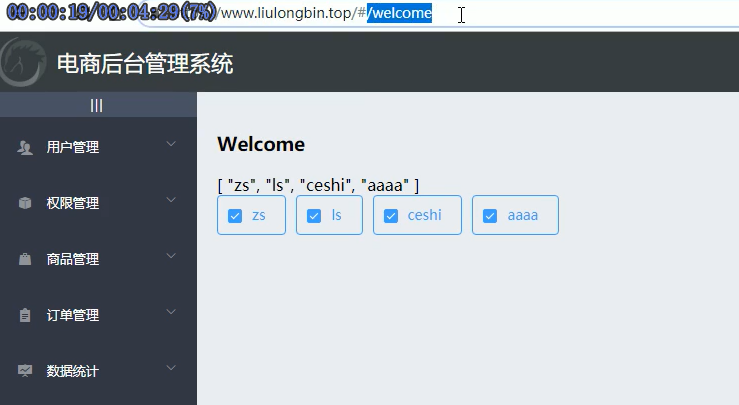 00:00:19/00:04:29(7%)
/www.liulongbin.top/#/welcome
电商后台管理系统
|||
用户管理
权限管理
商品管理
订单管理
数据统计
Welcome
[ "zs", "ls", "ceshi", "aaaa" ]
zs ls ceshi aaaa